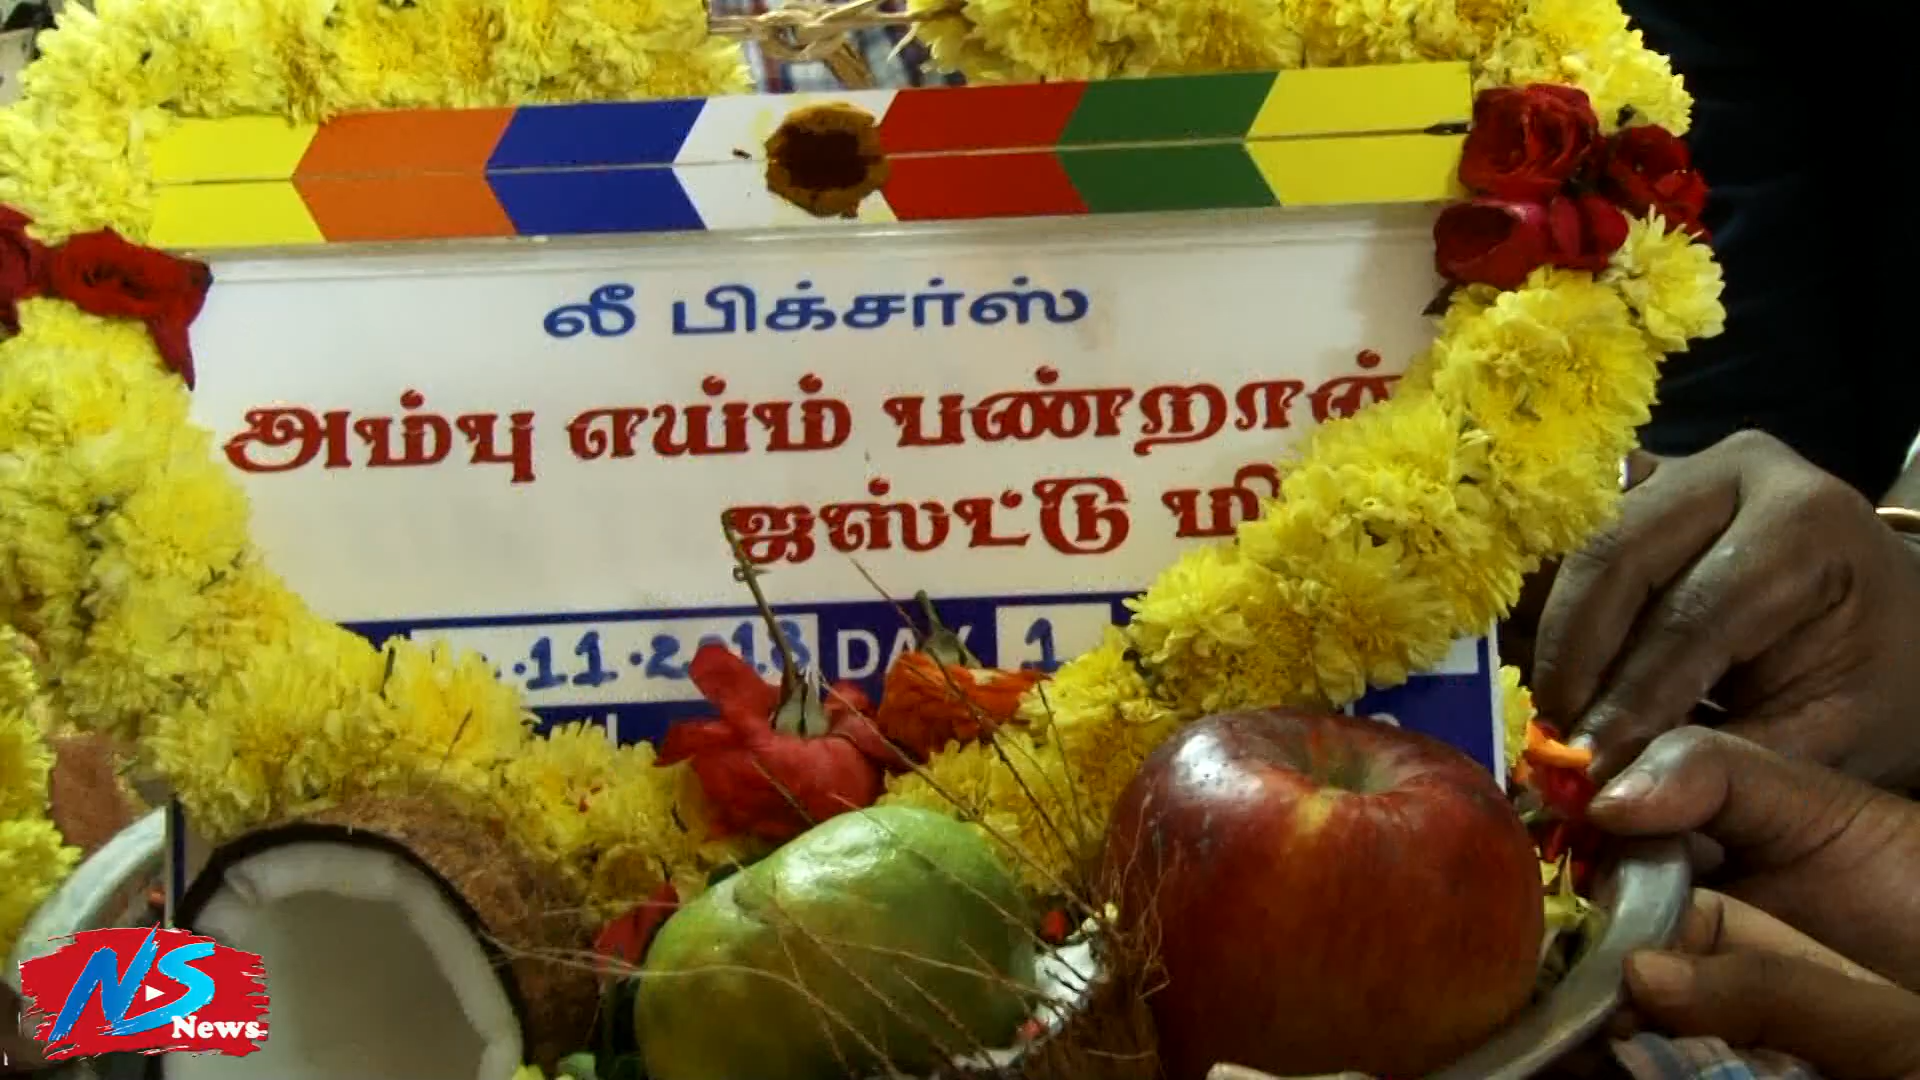 லீ பிக்சர்ஸ்
அம்பு எய்ம் பண்றான்
ஜஸ்ட்டு மி
.11.2018 DAY 1
NS
News